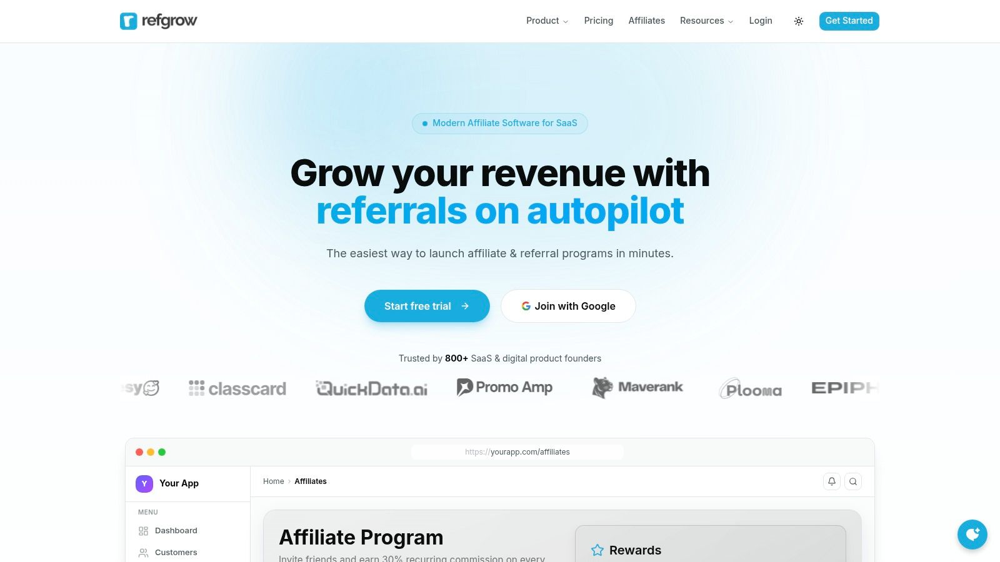 refgrow
Product
Pricing
Affiliates
Resources
Login
Get Started
Modern Affiliate Software for SaaS
Grow your revenue with
referrals on autopilot
The easiest way to launch affiliate & referral programs in minutes.
Start free trial
Join with Google
Trusted by 800+ SaaS & digital product founders
classcard
QuickData.ai
Promo Amp
Maverank
Plooma
https://yourapp.com/affiliates
Y Your App
Home › Affiliates
MENU
Dashboard
Customers
Affiliate Program
Invite friends and earn 30% recurring commission on every
Rewards